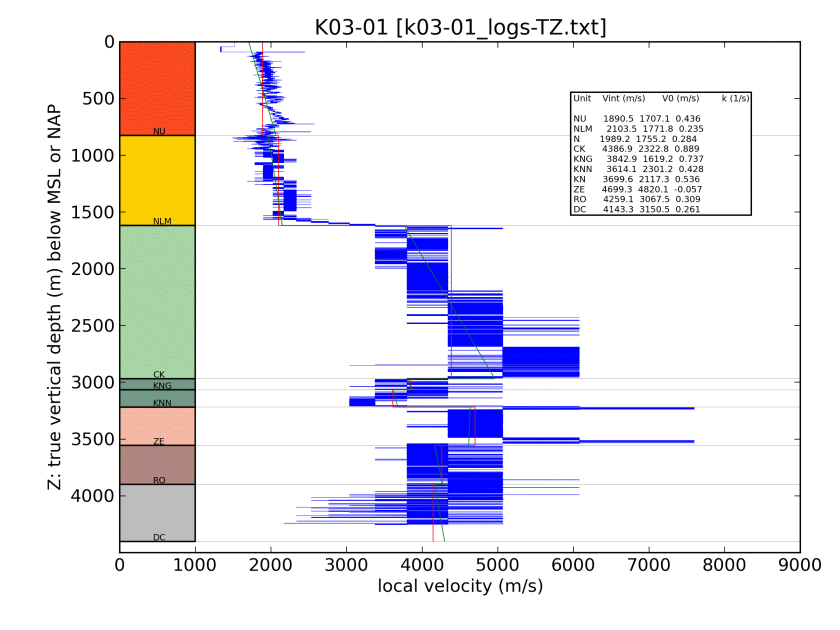 K03-01 [k03-01_logs-TZ.txt]
Z: true vertical depth (m) below MSL or NAP
0
500
1000
1500
2000
2500
3000
3500
4000
NU
NLM
CK
KNG
KNN
ZE
RO
DC
Unit Vint (m/s) V0 (m/s) k (1/s)
NU 1890.5 1707.1 0.436
NLM 2103.5 1771.8 0.235
N 1989.2 1755.2 0.284
CK 4386.9 2322.8 0.889
KNG 3842.9 1619.2 0.737
KNN 3614.1 2301.2 0.428
KN 3699.6 2117.3 0.536
ZE 4699.3 4820.1 -0.057
RO 4259.1 3067.5 0.309
DC 4143.3 3150.5 0.261
0 1000 2000 3000 4000 5000 6000 7000 8000 9000
local velocity (m/s)